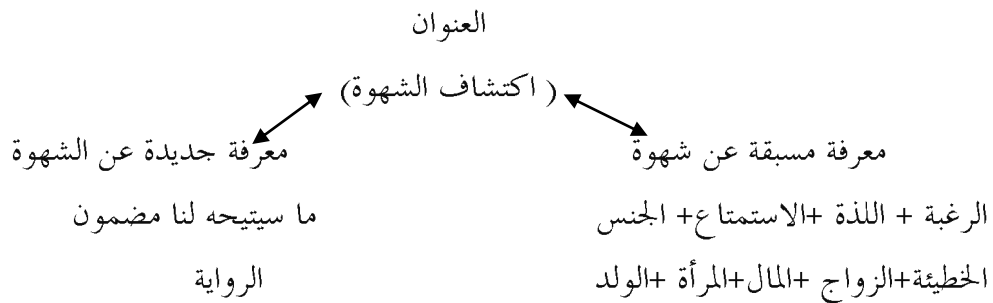 العنوان
( اكتشاف الشهوة)
معرفة مسبقة عن شهوة
معرفة جديدة عن الشهوة
الرغبة + اللذة +الاستمتاع+ الجنس
ما سيتيحه لنا مضمون
الخطيئة+الزواج +المال+المرأة +الولد
الرواية